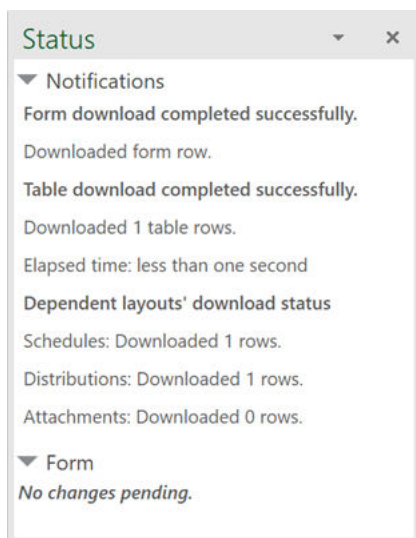 Status
Notifications
Form download completed successfully.
Downloaded form row.
Table download completed successfully.
Downloaded 1 table rows.
Elapsed time: less than one second
Dependent layouts' download status
Schedules: Downloaded 1 rows.
Distributions: Downloaded 1 rows.
Attachments: Downloaded 0 rows.
Form
No changes pending.